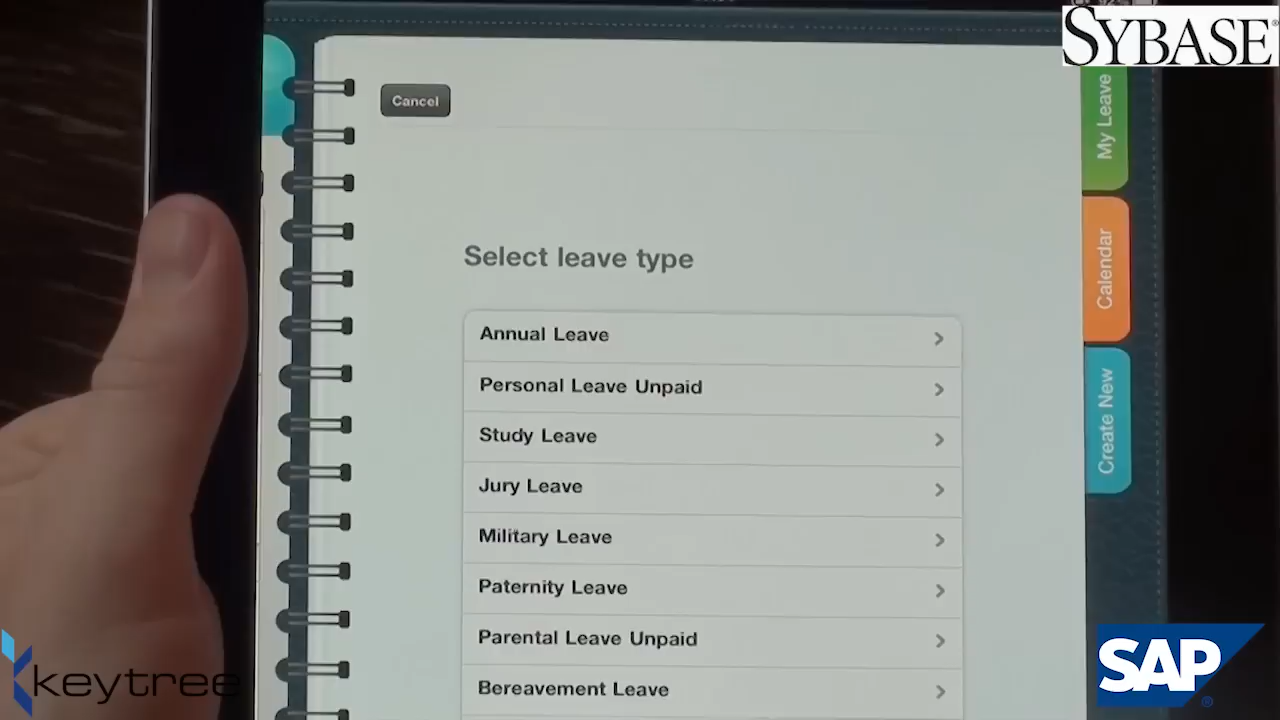 SYBASE
Cancel
My Leave
Select leave type
Calendar
Annual Leave
Personal Leave Unpaid
Create New
Study Leave
Jury Leave
Military Leave
Paternity Leave
Parental Leave Unpaid
Bereavement Leave
keytree
SAP